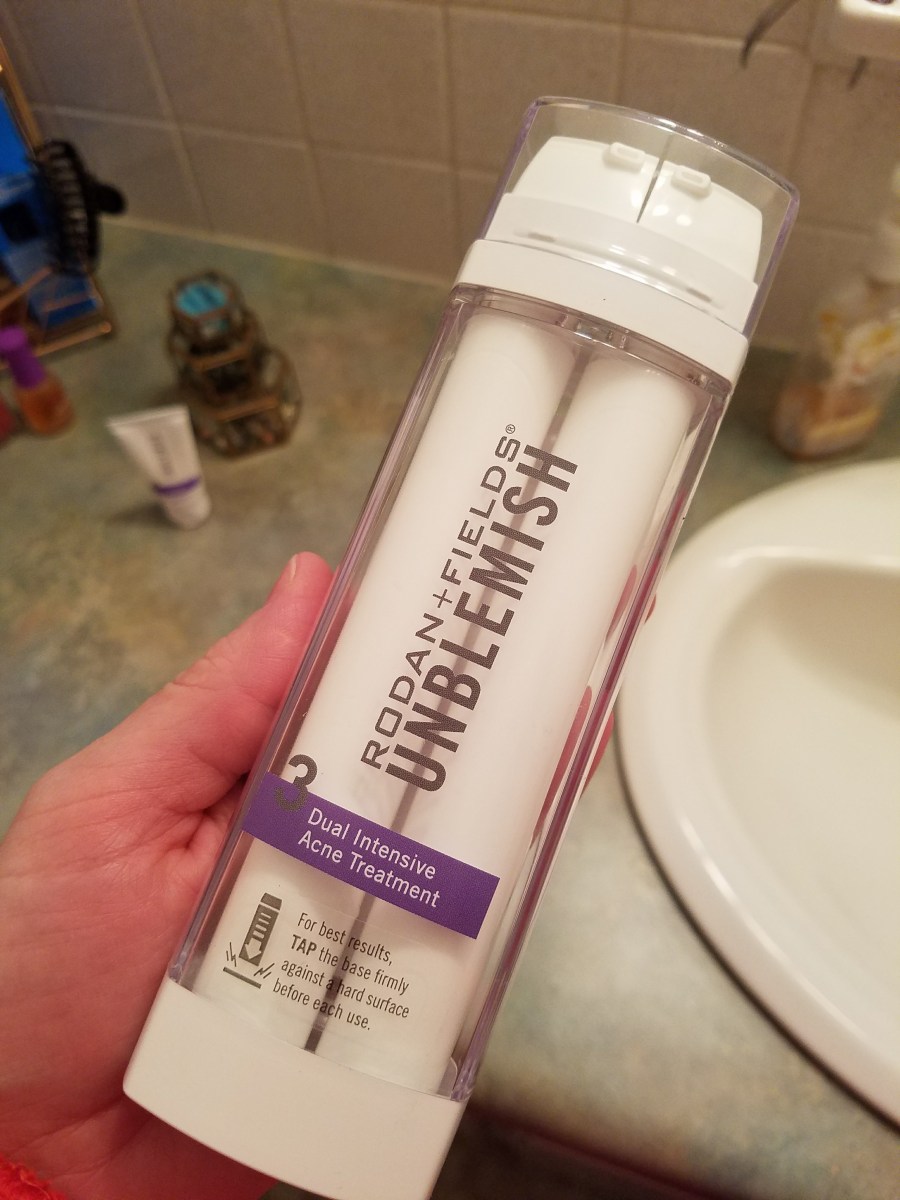 RODAN+FIELDS®
UNBLEMISH
3
Dual Intensive
Acne Treatment
For best results,
TAP the base firmly
against a hard surface
before each use.